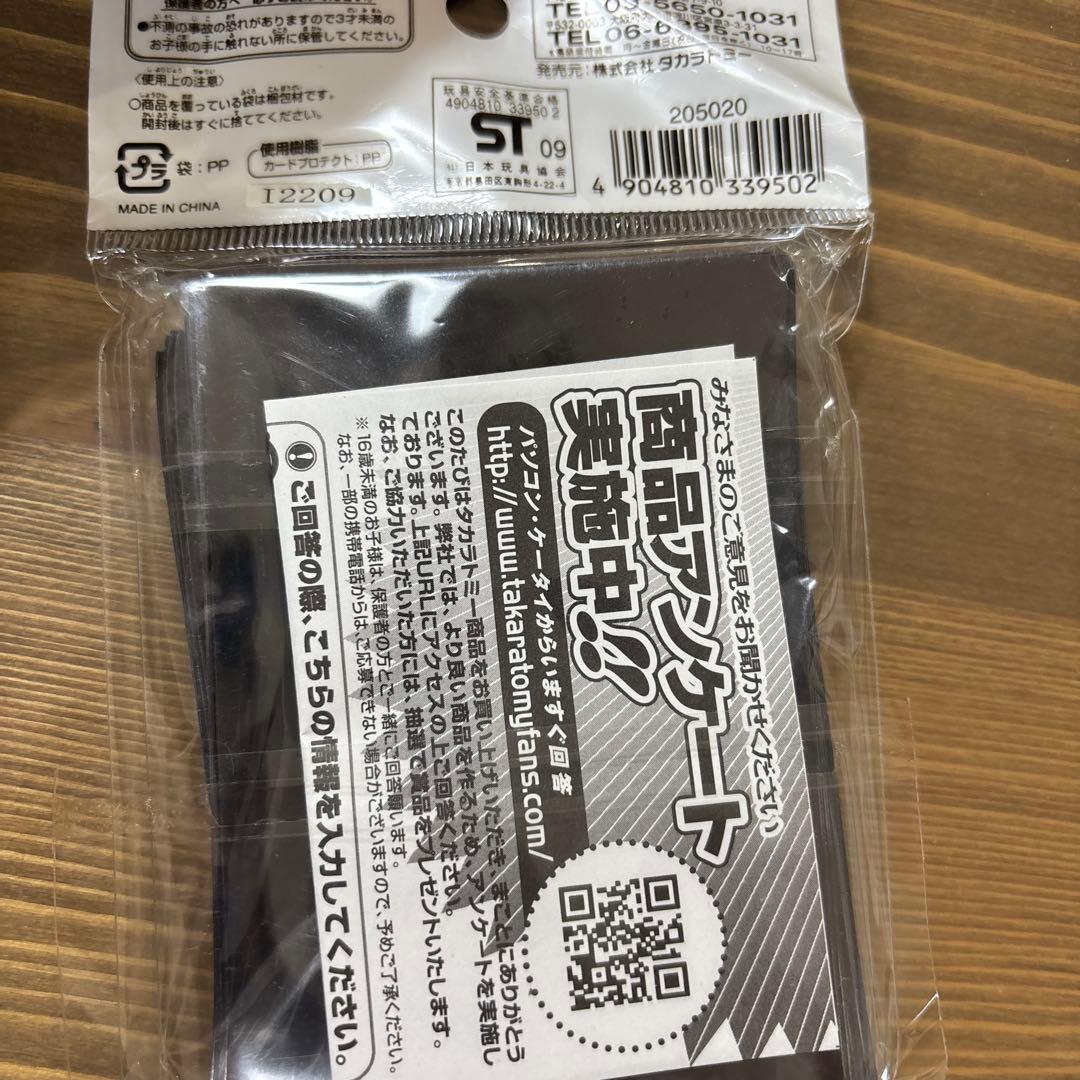 保護者の方へ
●不測の事故の恐れがありますので3才未満の
お子様の手に触れない所に保管してください。
〈使用上の注意〉
○商品を覆っている袋は梱包材です。
開封後はすぐに捨ててください。
プラ
袋:PP
使用樹脂
カードプロテクト:PP
MADE IN CHINA
I2209
〒532-0003
TEL 06-6
発売元:株式会社 タカラトミー
玩具安全基準合格
4904810 33950 2
ST 09
日本玩具協会
東京都墨田区東駒形4-22-4
205020
4 904810 339502
みなさまのご意見をお聞かせください
商品アンケート
実施中!!
パソコン・ケータイからいますぐ回答
http://www.takaratomyfans.com/
このたびはタカラトミー商品をお買い上げいただき、まことにありがとう
ございます。弊社では、より良い商品を作るため、アンケートを実施し
ております。上記URLにアクセスの上ご回答ください。
なお、ご協力いただいた方には 抽選で賞品をプレゼントいたします。
※16歳未満のお子様は、保護者の方とご一緒にご回答願います。
なお、一部の携帯電話からは、ご応募できない場合がございますので、予めご了承ください。
! ご回答の際、こちらの情報を入力してください。